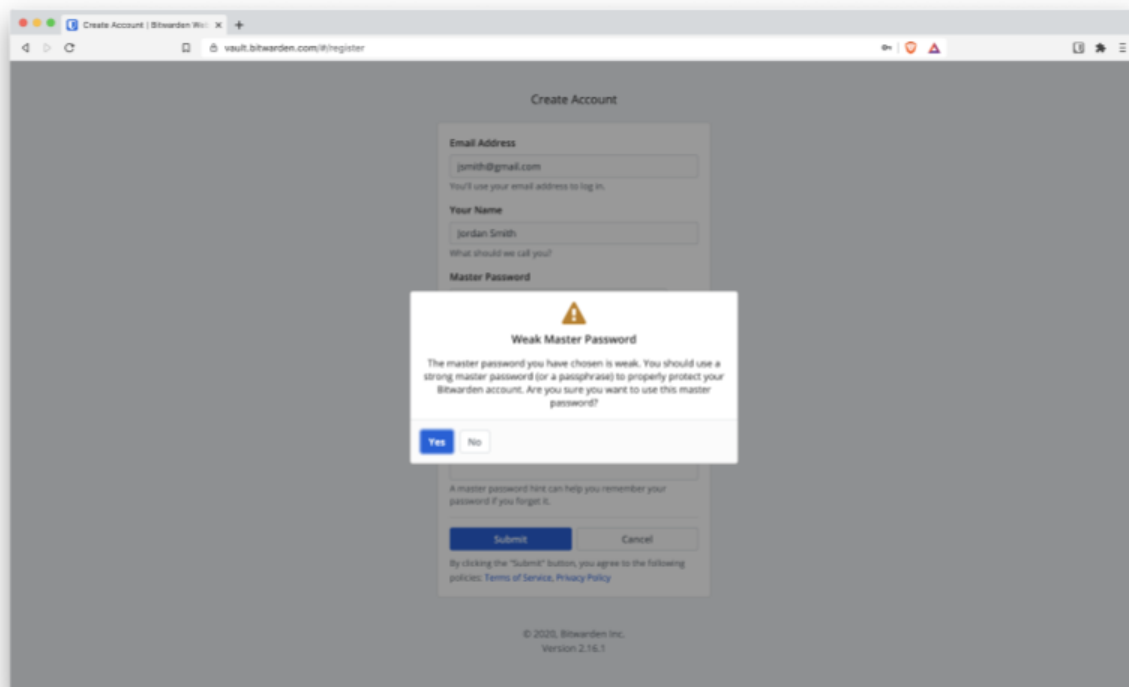 Create Account | Bitwarden We
vault.bitwarden.com/#/register
Create Account
Email Address
jsmith@gmail.com
You'll use your email address to log in.
Your Name
Jordan Smith
What should we call you?
Master Password
Weak Master Password
The master password you have chosen is weak. You should use a
strong master password (or a passphrase) to properly protect your
Bitwarden account. Are you sure you want to use this master
password?
Yes No
A master password hint can help you remember your
password if you forget it.
Submit Cancel
By clicking the "Submit" button, you agree to the following
policies: Terms of Service, Privacy Policy
© 2020, Bitwarden Inc.
Version 2.16.1